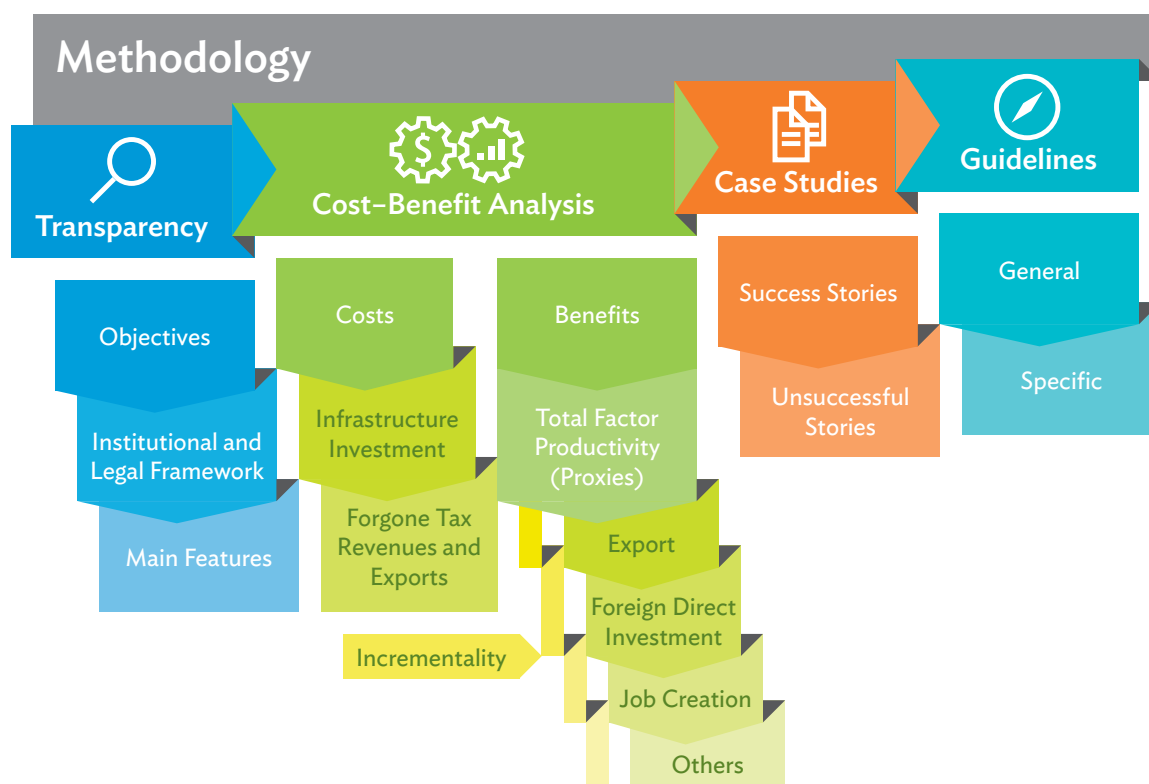 Methodology
Transparency
$
Cost–Benefit Analysis
Case Studies
Guidelines
Objectives
Institutional and
Legal Framework
Main Features
Costs
Infrastructure
Investment
Forgone Tax
Revenues and
Exports
Benefits
Total Factor
Productivity
(Proxies)
Export
Foreign Direct
Investment
Job Creation
Others
Incrementality
Success Stories
Unsuccessful
Stories
General
Specific